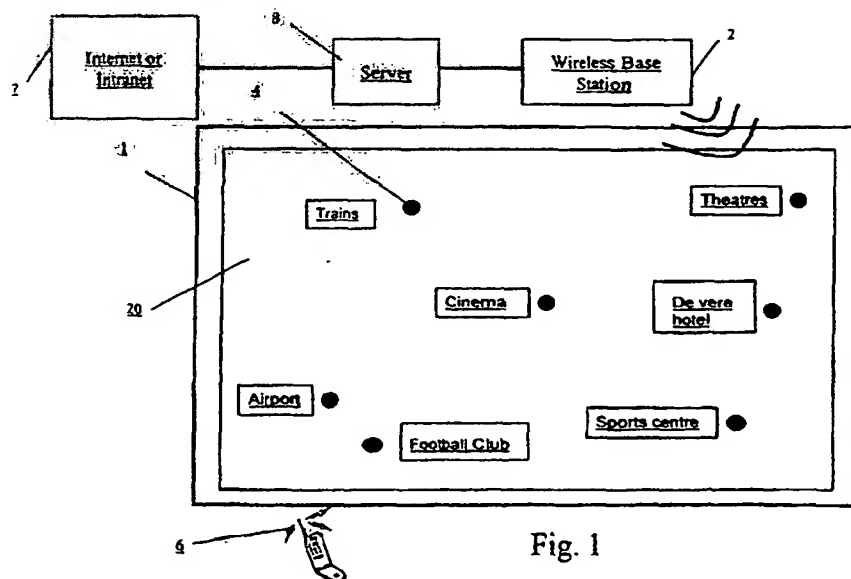 8
2
Internet or
Intranet
Server
Wireless Base
Station
7
4
1
Trains
Theatres
20
Cinema
De vere
hotel
Airport
Sports centre
Football Club
6
Fig. 1